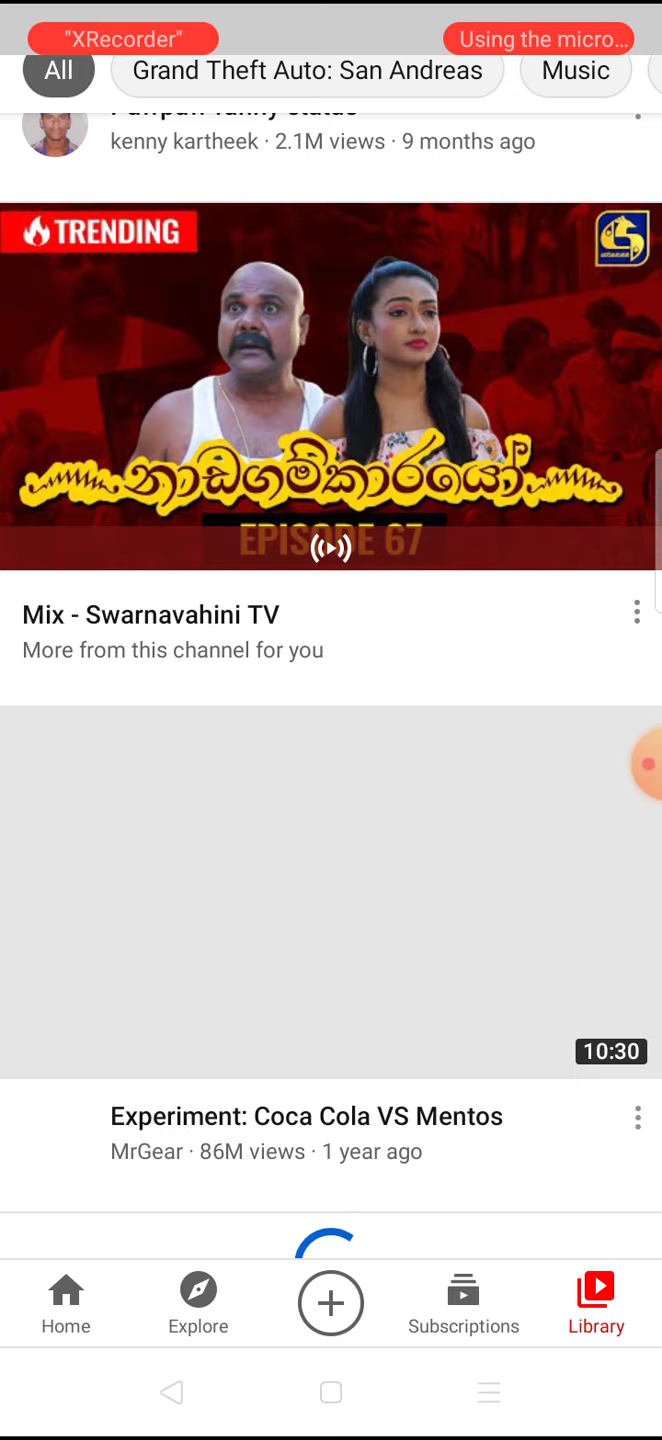 "XRecorder"
Using the micro...
All
Grand Theft Auto: San Andreas
Music
kenny kartheek · 2.1M views · 9 months ago
TRENDING
නාඩගම්කාරයෝ
EPISODE 67
Mix - Swarnavahini TV
More from this channel for you
10:30
Experiment: Coca Cola VS Mentos
MrGear · 86M views · 1 year ago
Home
Explore
Subscriptions
Library